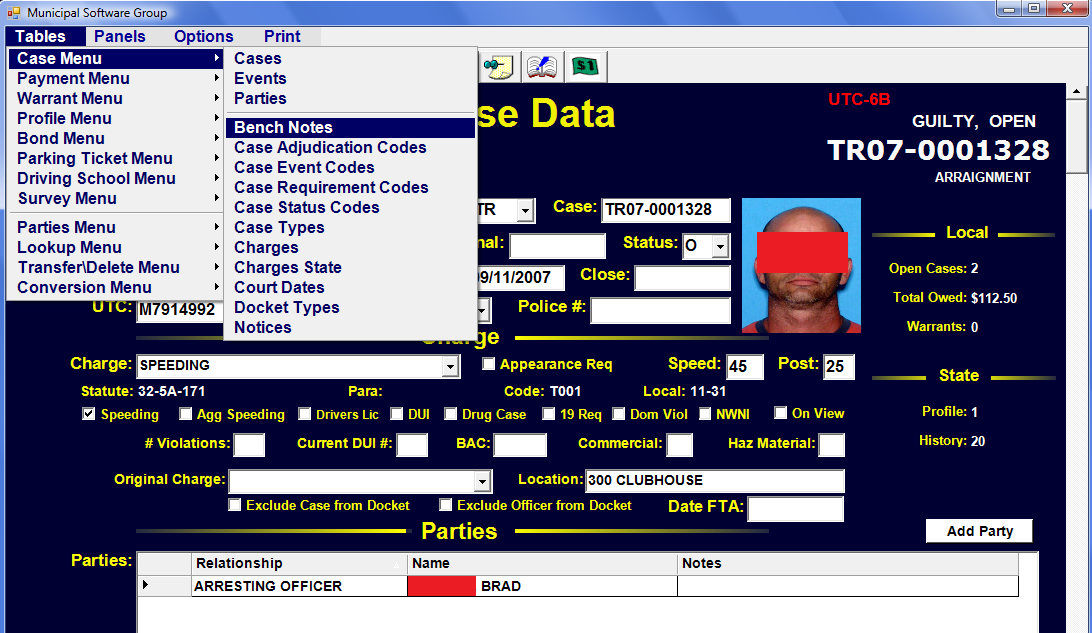 Municipal Software Group
Tables Panels Options Print
Case Menu
Payment Menu
Warrant Menu
Profile Menu
Bond Menu
Parking Ticket Menu
Driving School Menu
Survey Menu
Parties Menu
Lookup Menu
Transfer\Delete Menu
Conversion Menu
Cases
Events
Parties
Bench Notes
Case Adjudication Codes
Case Event Codes
Case Requirement Codes
Case Status Codes
Case Types
Charges
Charges State
Court Dates
Docket Types
Notices
$1
se Data
UTC-6B
GUILTY, OPEN
TR07-0001328
ARRAIGNMENT
TR Case: TR07-0001328
nal: Status: O
09/11/2007 Close:
UTC: M7914992 Police #:
Local
Open Cases: 2
Total Owed: $112.50
Warrants: 0
State
Profile: 1
History: 20
Charge
Charge: SPEEDING Appearance Req Speed: 45 Post: 25
Statute: 32-5A-171 Para: Code: T001 Local: 11-31
Speeding Agg Speeding Drivers Lic DUI Drug Case 19 Req Dom Viol NWNI On View
# Violations: Current DUI #: BAC: Commercial: Haz Material:
Original Charge: Location: 300 CLUBHOUSE
Exclude Case from Docket Exclude Officer from Docket Date FTA:
Parties
Add Party
Parties: Relationship Name Notes
ARRESTING OFFICER BRAD